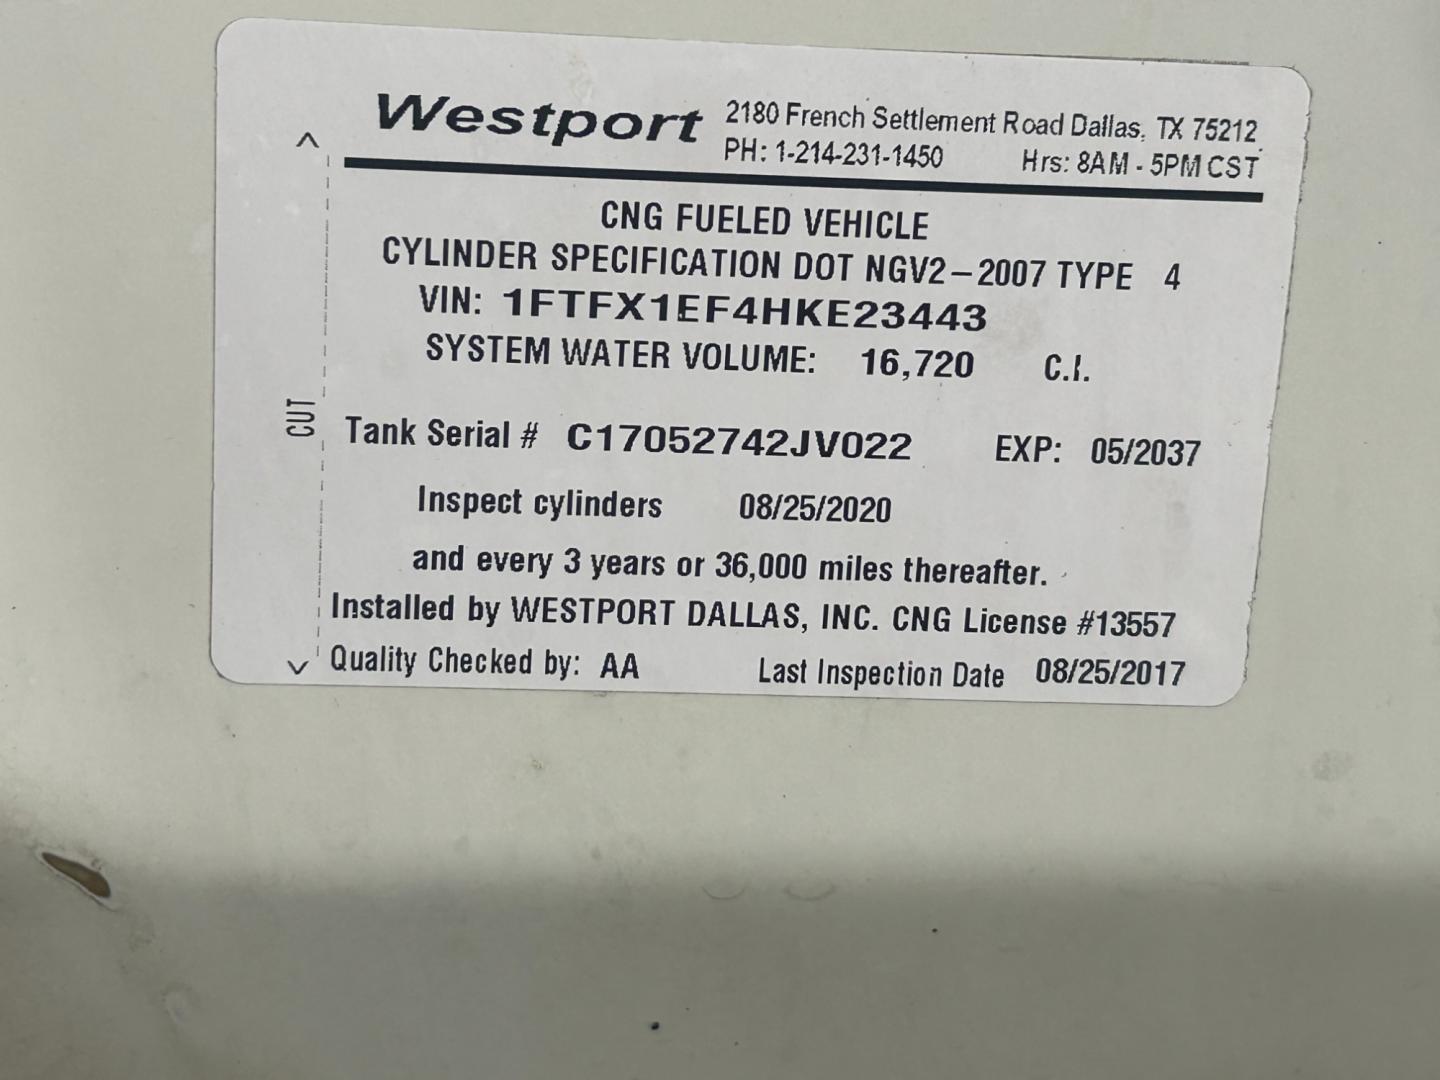 Westport 2180 French Settlement Road Dallas, TX 75212
PH: 1-214-231-1450 Hrs: 8AM - 5PM CST
CNG FUELED VEHICLE
CYLINDER SPECIFICATION DOT NGV2-2007 TYPE 4
VIN: 1FTFX1EF4HKE23443
SYSTEM WATER VOLUME: 16,720 C.I.
CUT
Tank Serial # C17052742JV022 EXP: 05/2037
Inspect cylinders 08/25/2020
and every 3 years or 36,000 miles thereafter.
Installed by WESTPORT DALLAS, INC. CNG License #13557
Quality Checked by: AA Last Inspection Date 08/25/2017